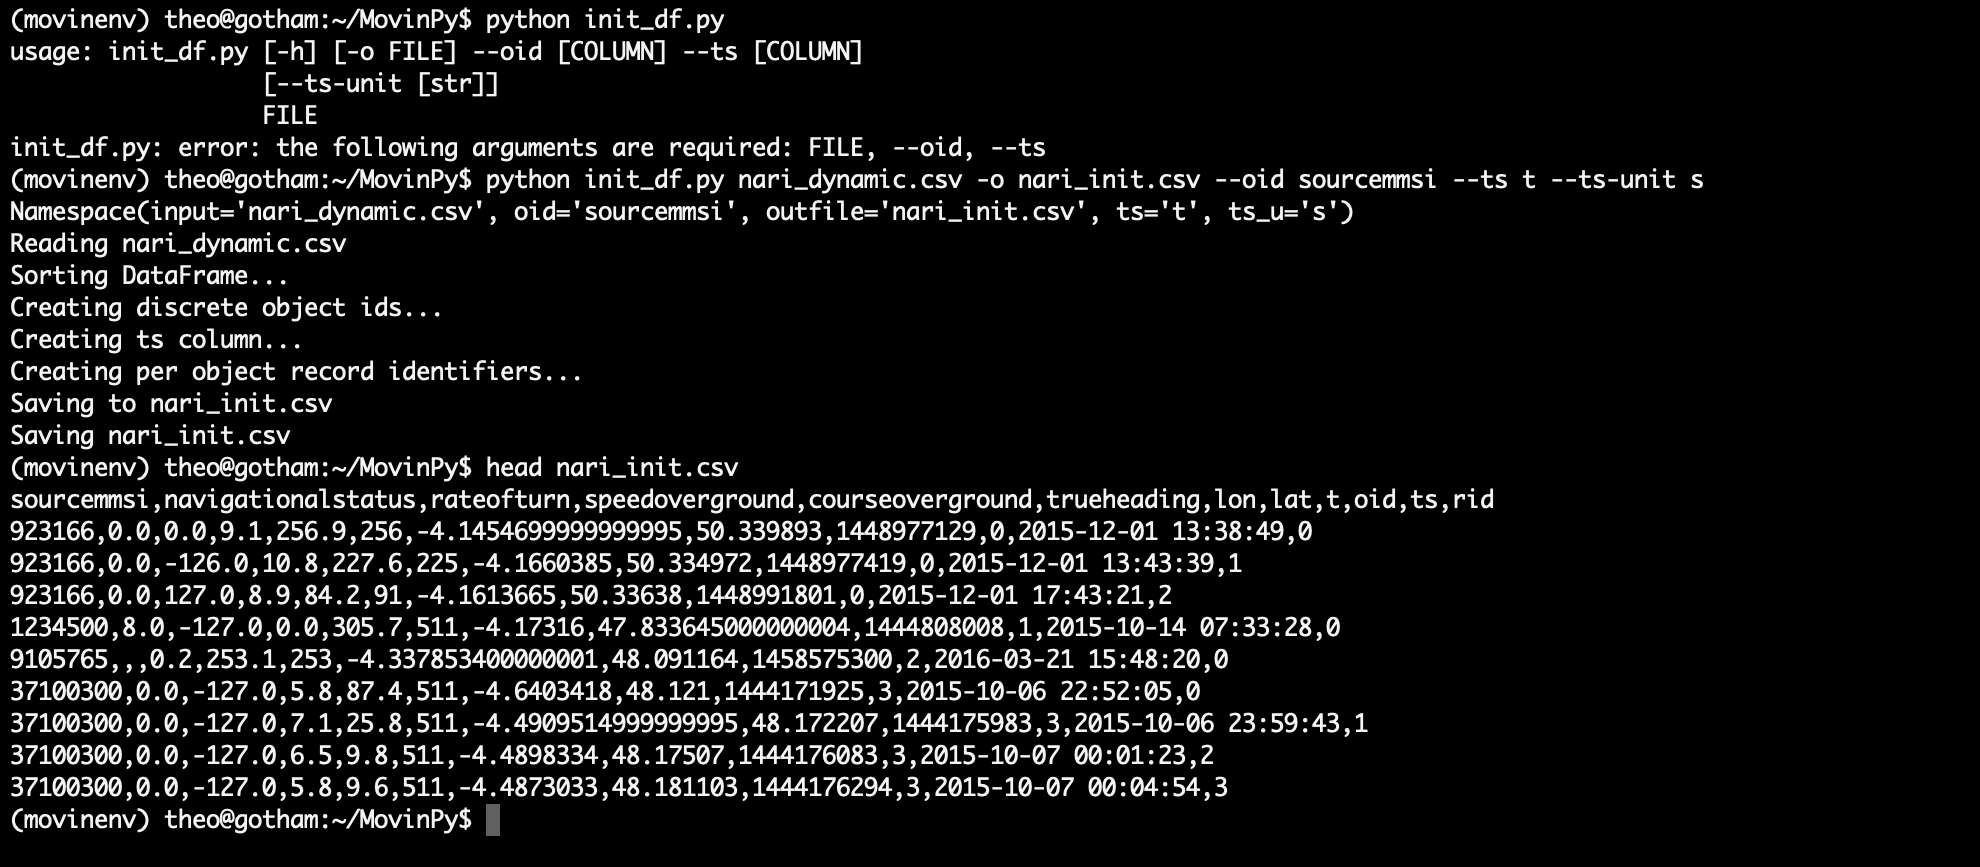 (movinenv) theo@gotham:~/MovinPy$ python init_df.py
usage: init_df.py [-h] [-o FILE] --oid [COLUMN] --ts [COLUMN]
                  [--ts-unit [str]]
                  FILE
init_df.py: error: the following arguments are required: FILE, --oid, --ts
(movinenv) theo@gotham:~/MovinPy$ python init_df.py nari_dynamic.csv -o nari_init.csv --oid sourcemmsi --ts t --ts-unit s
Namespace(input='nari_dynamic.csv', oid='sourcemmsi', outfile='nari_init.csv', ts='t', ts_u='s')
Reading nari_dynamic.csv
Sorting DataFrame...
Creating discrete object ids...
Creating ts column...
Creating per object record identifiers...
Saving to nari_init.csv
Saving nari_init.csv
(movinenv) theo@gotham:~/MovinPy$ head nari_init.csv
sourcemmsi,navigationalstatus,rateofturn,speedoverground,courseoverground,trueheading,lon,lat,t,oid,ts,rid
923166,0.0,0.0,9.1,256.9,256,-4.1454699999999995,50.339893,1448977129,0,2015-12-01 13:38:49,0
923166,0.0,-126.0,10.8,227.6,225,-4.1660385,50.334972,1448977419,0,2015-12-01 13:43:39,1
923166,0.0,127.0,8.9,84.2,91,-4.1613665,50.33638,1448991801,0,2015-12-01 17:43:21,2
1234500,8.0,-127.0,0.0,305.7,511,-4.17316,47.833645000000004,1444808008,1,2015-10-14 07:33:28,0
9105765,,,0.2,253.1,253,-4.337853400000001,48.091164,1458575300,2,2016-03-21 15:48:20,0
37100300,0.0,-127.0,5.8,87.4,511,-4.6403418,48.121,1444171925,3,2015-10-06 22:52:05,0
37100300,0.0,-127.0,7.1,25.8,511,-4.4909514999999995,48.172207,1444175983,3,2015-10-06 23:59:43,1
37100300,0.0,-127.0,6.5,9.8,511,-4.4898334,48.17507,1444176083,3,2015-10-07 00:01:23,2
37100300,0.0,-127.0,5.8,9.6,511,-4.4873033,48.181103,1444176294,3,2015-10-07 00:04:54,3
(movinenv) theo@gotham:~/MovinPy$